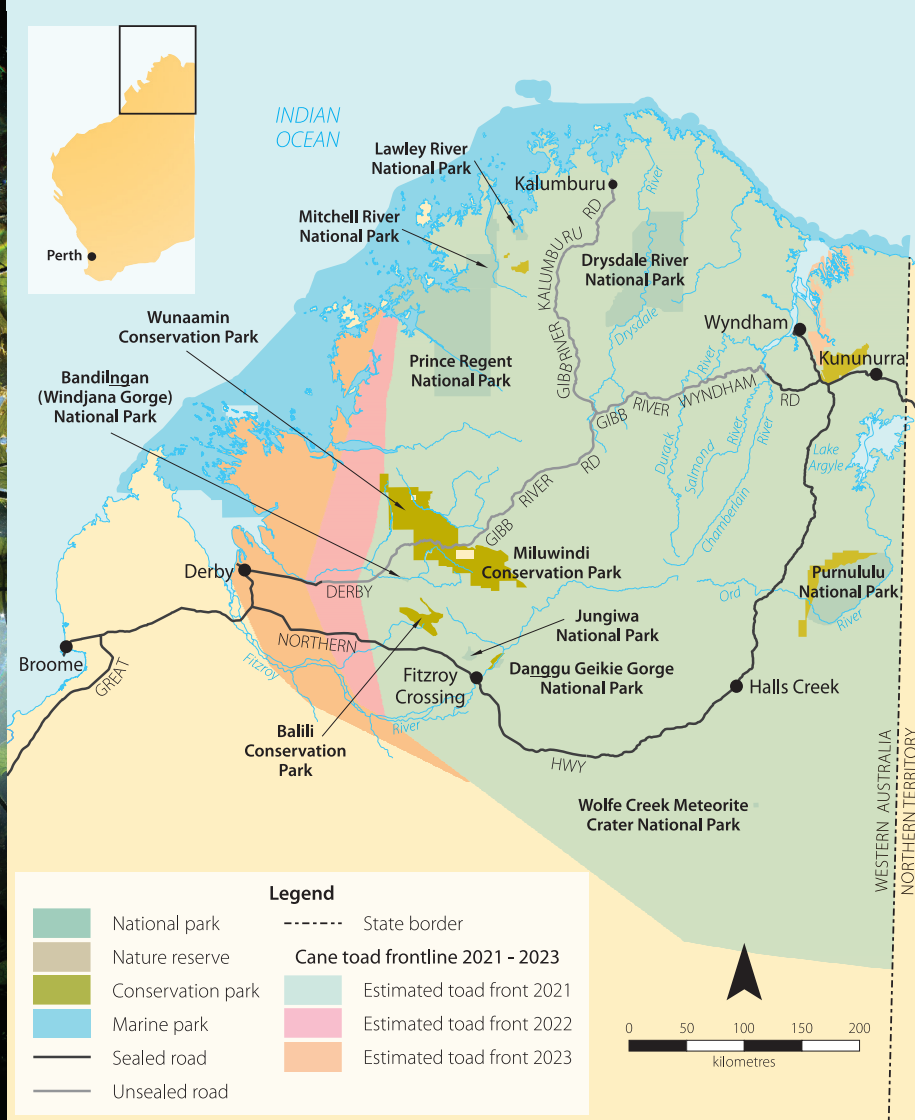 INDIAN
OCEAN
Perth
Lawley River
National Park
Kalumburu
Mitchell River
National Park
KALUMBURU RD
GIBB RIVER
River
Drysdale River
National Park
Drysdale
Wunaamin
Conservation Park
Wyndham
Bandilngan
(Windjana Gorge)
National Park
Prince Regent
National Park
River
Kununurra
GIBB RIVER WYNDHAM RD
Durack
Salmond River
Chamberlain River
Lake
Argyle
GIBB RIVER RD
Derby
DERBY
Miluwindi
Conservation Park
Ord
River
Purnululu
National Park
Jungiwa
National Park
Broome
GREAT
NORTHERN
HWY
Fitzroy
River
Fitzroy
Crossing
Danggu Geikie Gorge
National Park
Halls Creek
Balili
Conservation
Park
Wolfe Creek Meteorite
Crater National Park
WESTERN AUSTRALIA
NORTHERN TERRITORY
Legend
National park
Nature reserve
Conservation park
Marine park
Sealed road
Unsealed road
State border
Cane toad frontline 2021 - 2023
Estimated toad front 2021
Estimated toad front 2022
Estimated toad front 2023
0 50 100 150 200
kilometres